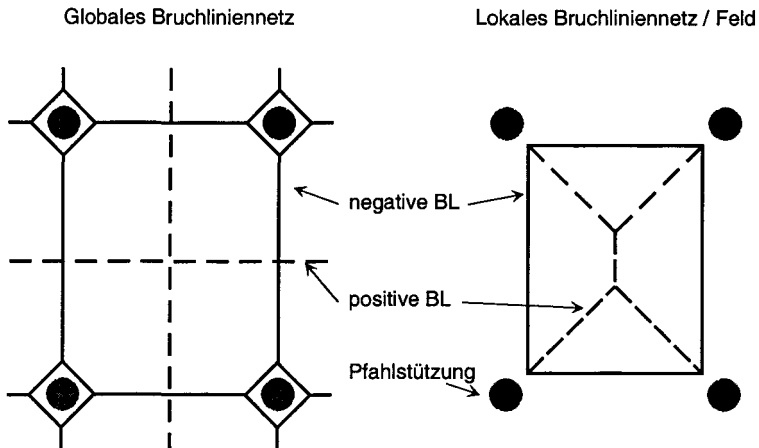 Globales Bruchliniennetz
Lokales Bruchliniennetz / Feld
negative BL
positive BL
Pfahlstützung